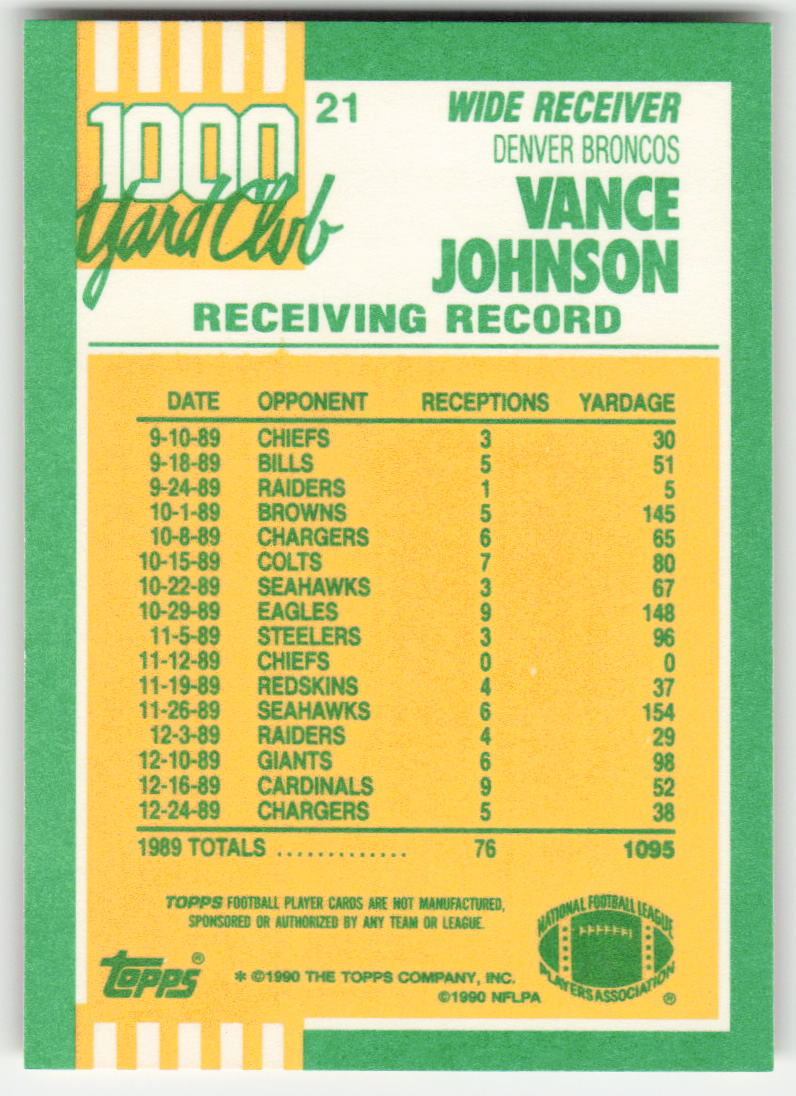 1000
Yard Club
21
WIDE RECEIVER
DENVER BRONCOS
VANCE
JOHNSON
RECEIVING RECORD
DATE OPPONENT RECEPTIONS YARDAGE
9-10-89 CHIEFS 3 30
9-18-89 BILLS 5 51
9-24-89 RAIDERS 1 5
10-1-89 BROWNS 5 145
10-8-89 CHARGERS 6 65
10-15-89 COLTS 7 80
10-22-89 SEAHAWKS 3 67
10-29-89 EAGLES 9 148
11-5-89 STEELERS 3 96
11-12-89 CHIEFS 0 0
11-19-89 REDSKINS 4 37
11-26-89 SEAHAWKS 6 154
12-3-89 RAIDERS 4 29
12-10-89 GIANTS 6 98
12-16-89 CARDINALS 9 52
12-24-89 CHARGERS 5 38
1989 TOTALS ............. 76 1095
TOPPS FOOTBALL PLAYER CARDS ARE NOT MANUFACTURED,
SPONSORED OR AUTHORIZED BY ANY TEAM OR LEAGUE.
TOPPS®
* ©1990 THE TOPPS COMPANY, INC.
©1990 NFLPA
NATIONAL FOOTBALL LEAGUE
PLAYERS ASSOCIATION®